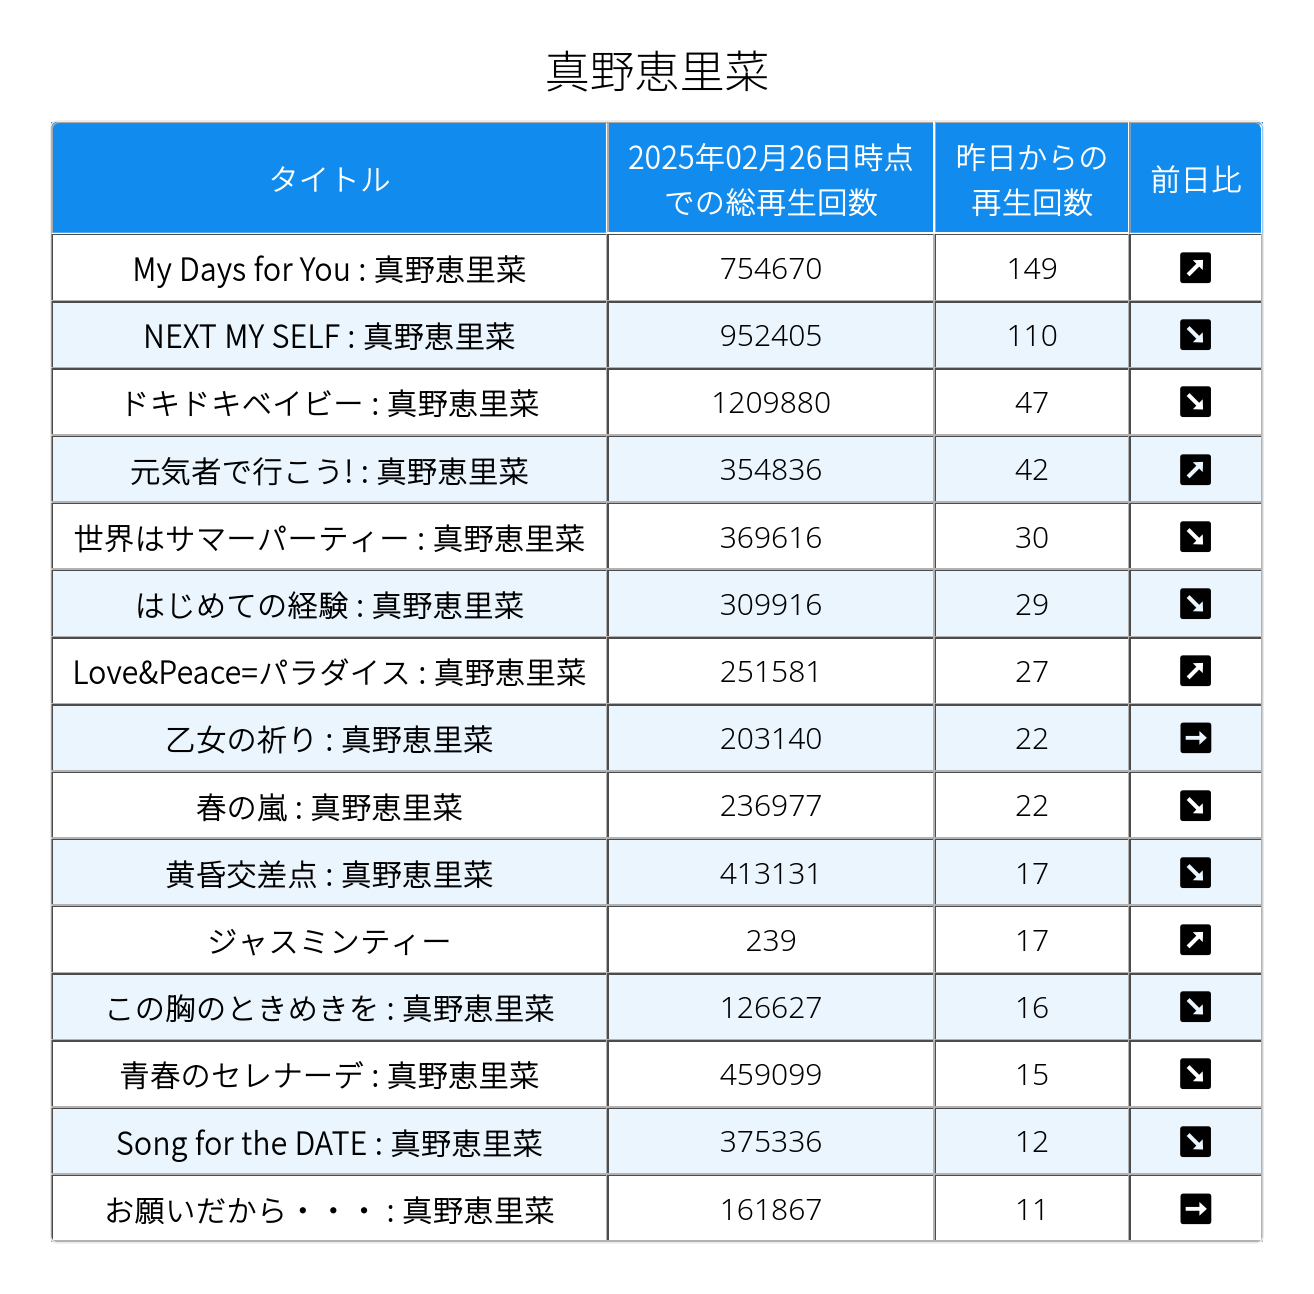 真野恵里菜
タイトル
2025年02月26日時点
での総再生回数
昨日からの
再生回数
前日比
My Days for You : 真野恵里菜 754670 149 ↗
NEXT MY SELF : 真野恵里菜 952405 110 ↘
ドキドキベイビー : 真野恵里菜 1209880 47 ↘
元気者で行こう! : 真野恵里菜 354836 42 ↗
世界はサマーパーティー : 真野恵里菜 369616 30 ↘
はじめての経験 : 真野恵里菜 309916 29 ↘
Love&Peace=パラダイス : 真野恵里菜 251581 27 ↗
乙女の祈り : 真野恵里菜 203140 22 →
春の嵐 : 真野恵里菜 236977 22 ↘
黄昏交差点 : 真野恵里菜 413131 17 ↘
ジャスミンティー 239 17 ↗
この胸のときめきを : 真野恵里菜 126627 16 ↘
青春のセレナーデ : 真野恵里菜 459099 15 ↘
Song for the DATE : 真野恵里菜 375336 12 ↘
お願いだから・・・ : 真野恵里菜 161867 11 →